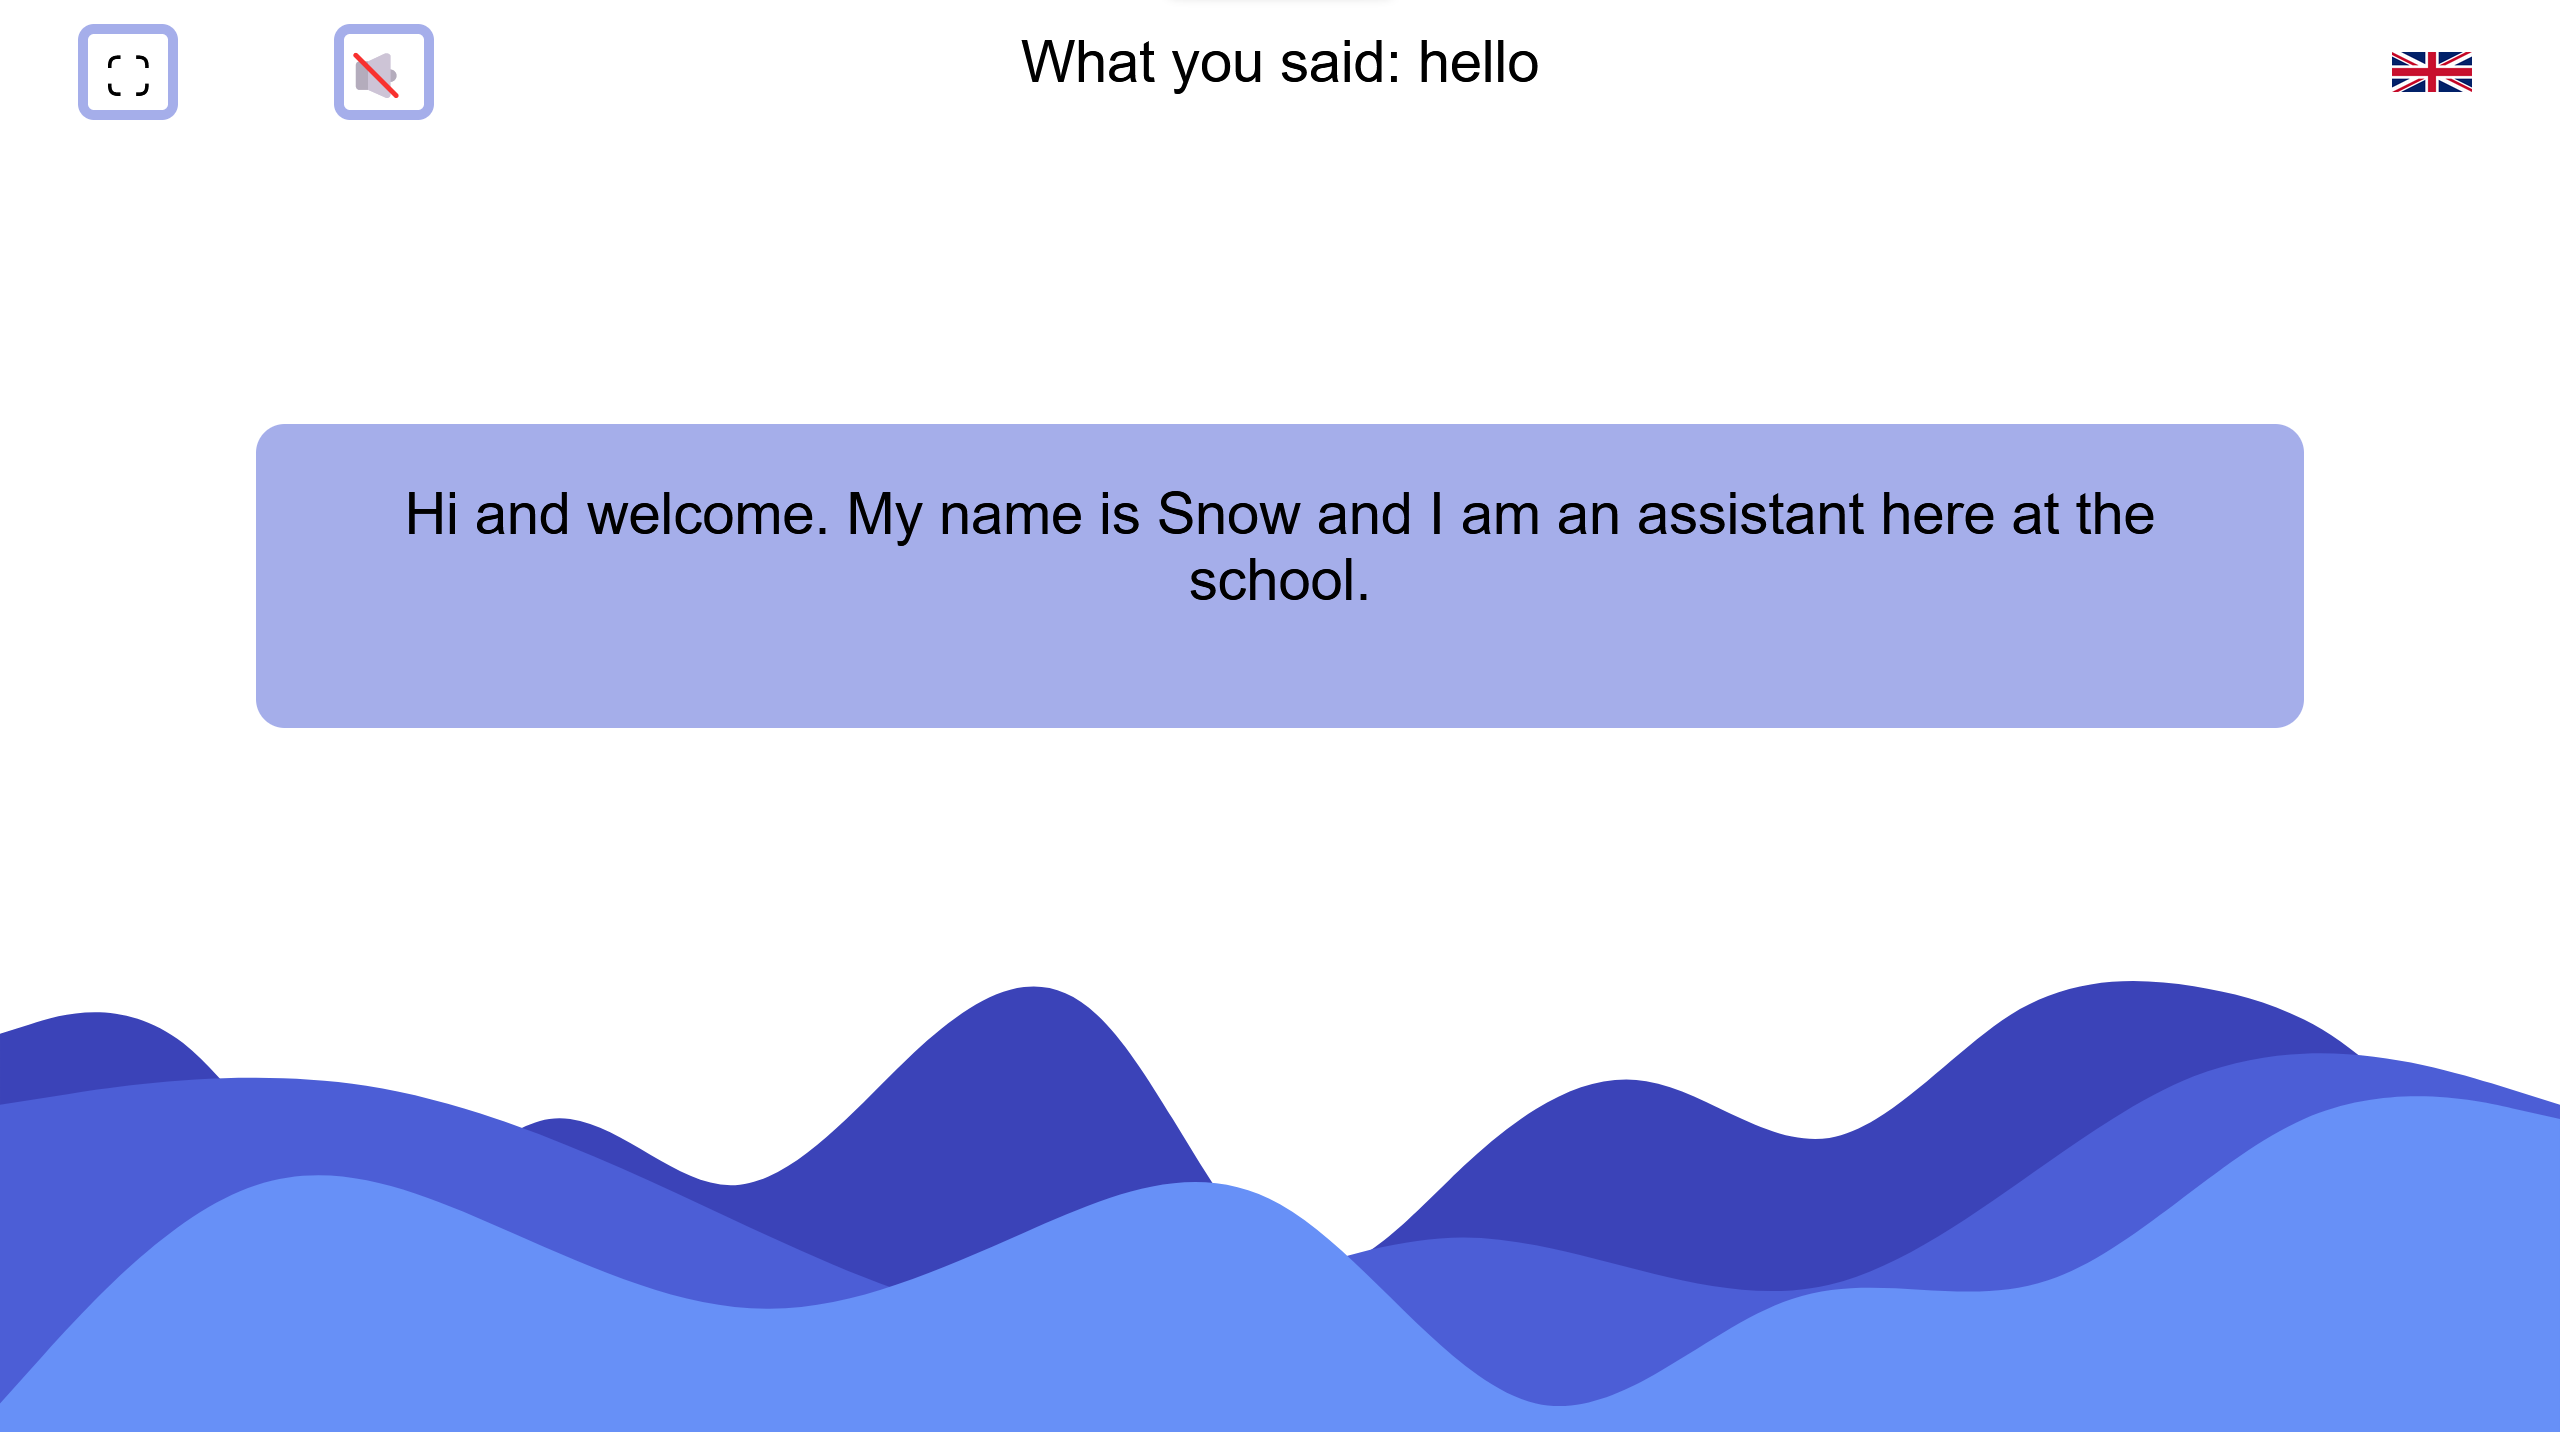 What you said: hello
Hi and welcome. My name is Snow and I am an assistant here at the
school.